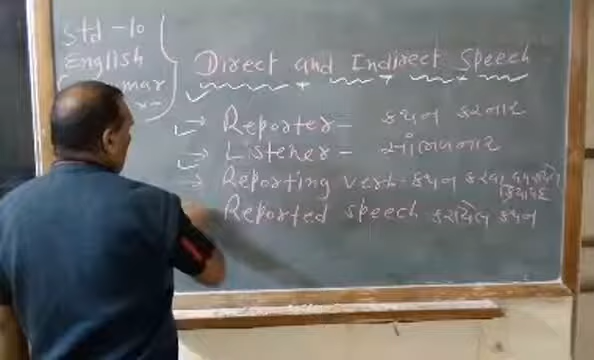 Std - 10
English
Grammar
Direct and Indirect Speech
→ Reporter - કથન કરનાર
→ Listener - સાંભળનાર
→ Reporting verb - કથન કરવા વપરાયેલ
ક્રિયાપદ
Reported speech કરાયેલ કથન